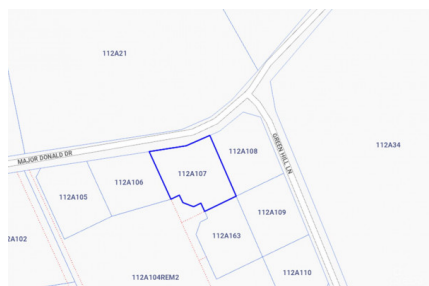 112A21
MAJOR DONALD DR
GREEN HILL LN
112A34
112A108
112A107
112A106
112A105
112A109
112A163
2A102
112A104REM2
112A110